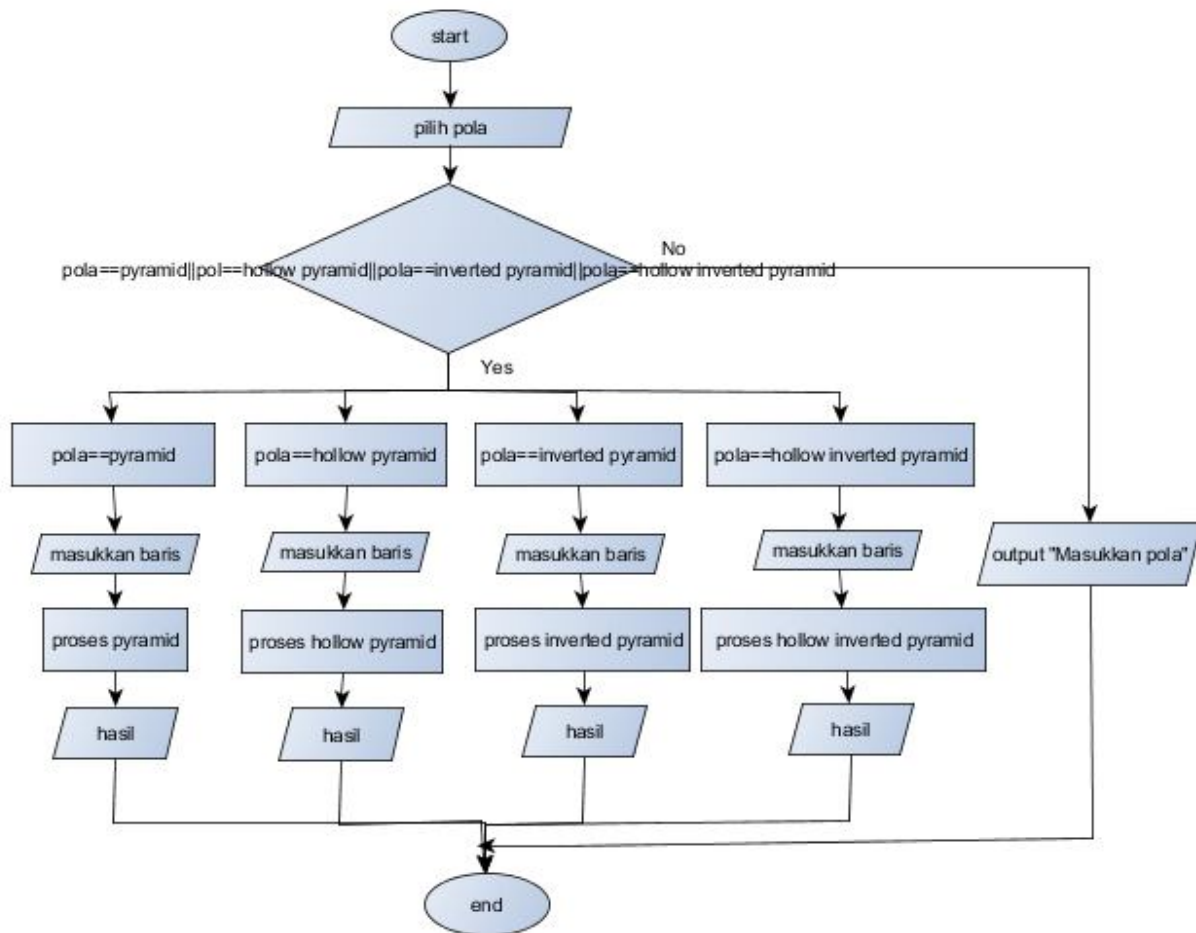 start
pilih pola
No
pola==pyramid||pol==hollow pyramid||pola==inverted pyramid||pola==hollow inverted pyramid
Yes
pola==pyramid
pola==hollow pyramid
pola==inverted pyramid
pola==hollow inverted pyramid
masukkan baris
masukkan baris
masukkan baris
masukkan baris
output "Masukkan pola"
proses pyramid
proses hollow pyramid
proses inverted pyramid
proses hollow inverted pyramid
hasil
hasil
hasil
hasil
end